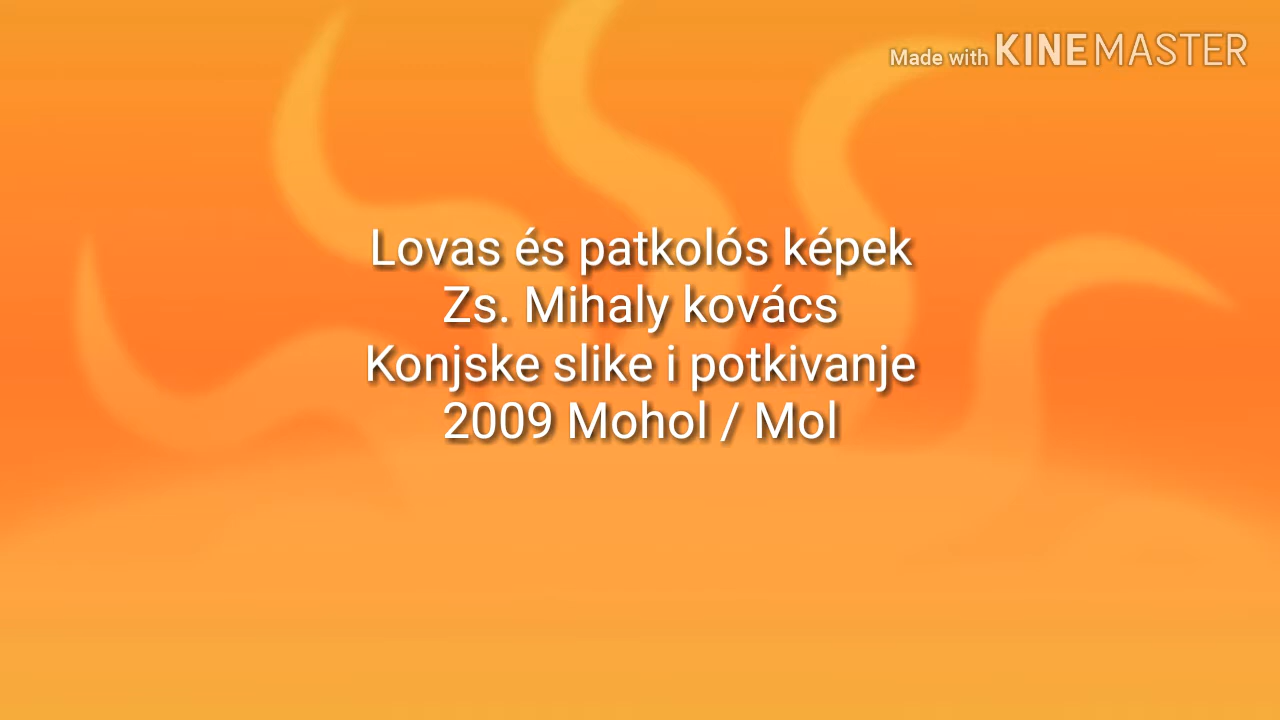 Made with KINEMASTER
Lovas és patkolós képek
Zs. Mihaly kovács
Konjske slike i potkivanje
2009 Mohol / Mol